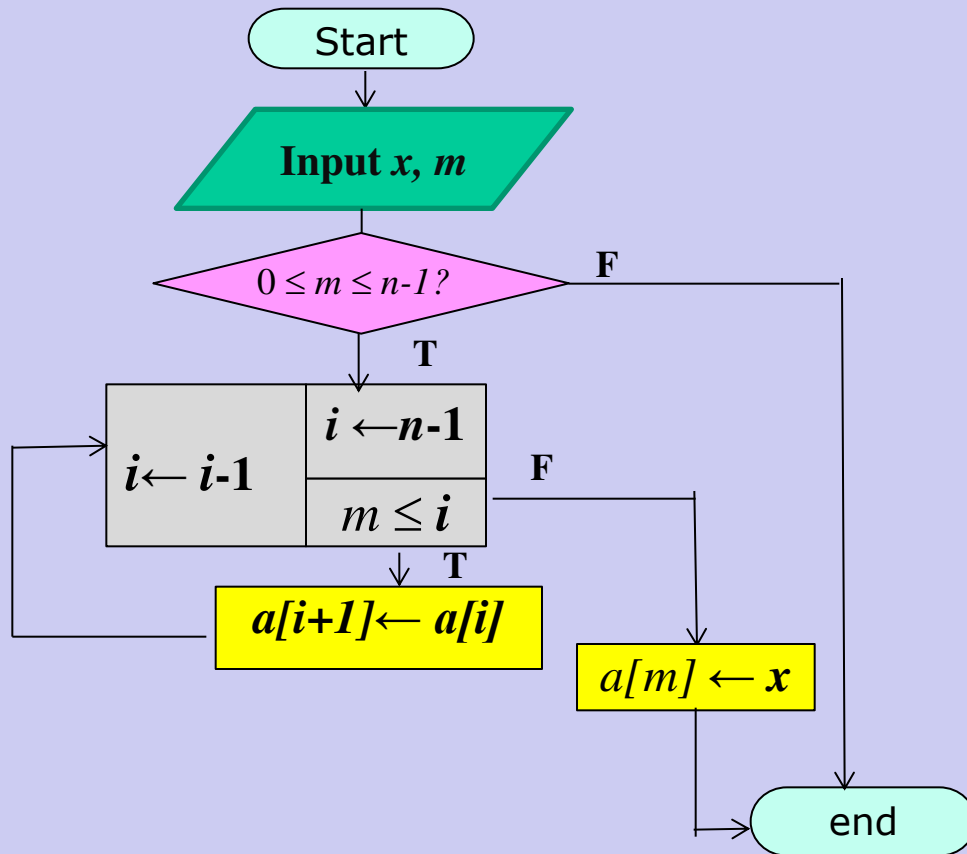 Start
Input x, m
0 ≤ m ≤ n-1?
F
T
i ←n-1
i← i-1
F
m ≤ i
T
a[i+1]← a[i]
a[m] ← x
end